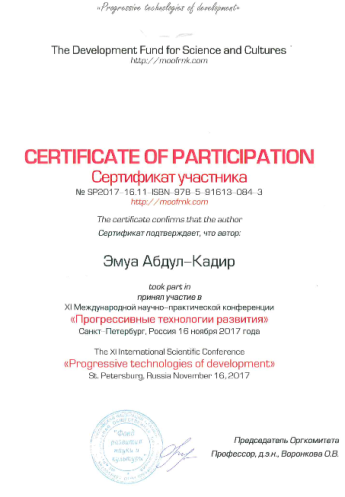 «Progressive technologies of development»
The Development Fund for Science and Cultures
http://moofrnk.com
CERTIFICATE OF PARTICIPATION
Сертификат участника
№ SP2017-16.11-ISBN-978-5-91613-084-3
http://moofrnk.com
The certificate confirms that the author
Сертификат подтверждает, что автор:
Эмуа Абдул-Кадир
took part in
принял участие в
XI Международной научно-практической конференции
«Прогрессивные технологии развития»
Санкт-Петербург, Россия 16 ноября 2017 года
The XI International Scientific Conference
«Progressive technologies of development»
St. Petersburg, Russia November 16, 2017
"Фонд
развития
науки и
культуры"
Председатель Оргкомитета
Профессор, д.э.н., Воронкова О.В.